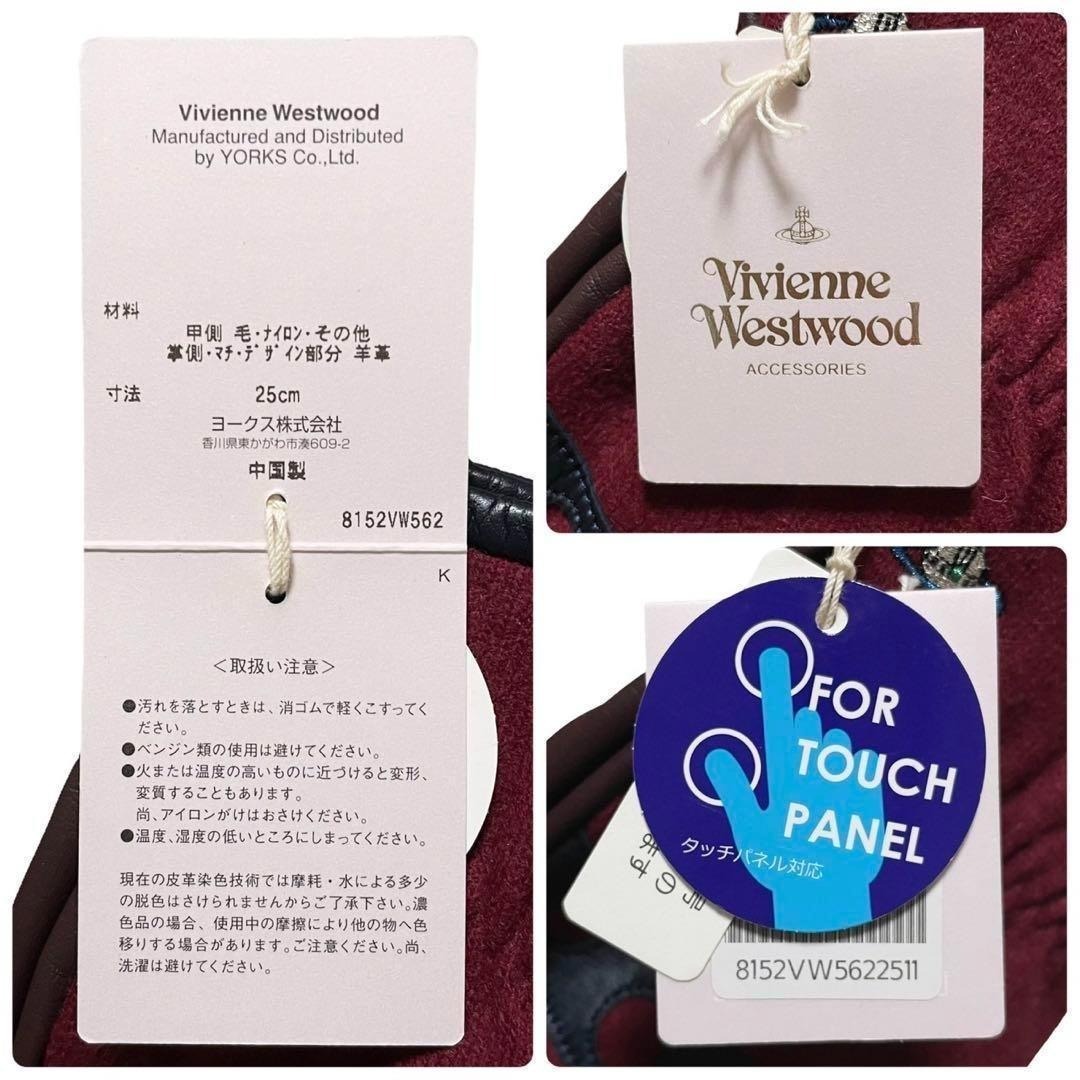 Vivienne Westwood
Manufactured and Distributed
by YORKS Co.,Ltd.
材料
甲側 毛・ナイロン・その他
掌側・マチ・デザイン部分 羊革
寸法 25cm
ヨークス株式会社
香川県東かがわ市湊609-2
中国製
8152VW562
K
＜取扱い注意＞
●汚れを落とすときは、消ゴムで軽くこすってく
ださい。
●ベンジン類の使用は避けてください。
●火または温度の高いものに近づけると変形、
変質することもあります。
尚、アイロンがけはおさけください。
●温度、湿度の低いところにしまってください。
現在の皮革染色技術では摩耗・水による多少
の脱色はさけられませんからご了承下さい。濃
色品の場合、使用中の摩擦により他の物へ色
移りする場合があります。ご注意ください。尚、
洗濯は避けてください。
Vivienne
Westwood
ACCESSORIES
FOR
TOUCH
PANEL
タッチパネル対応
8152VW5622511